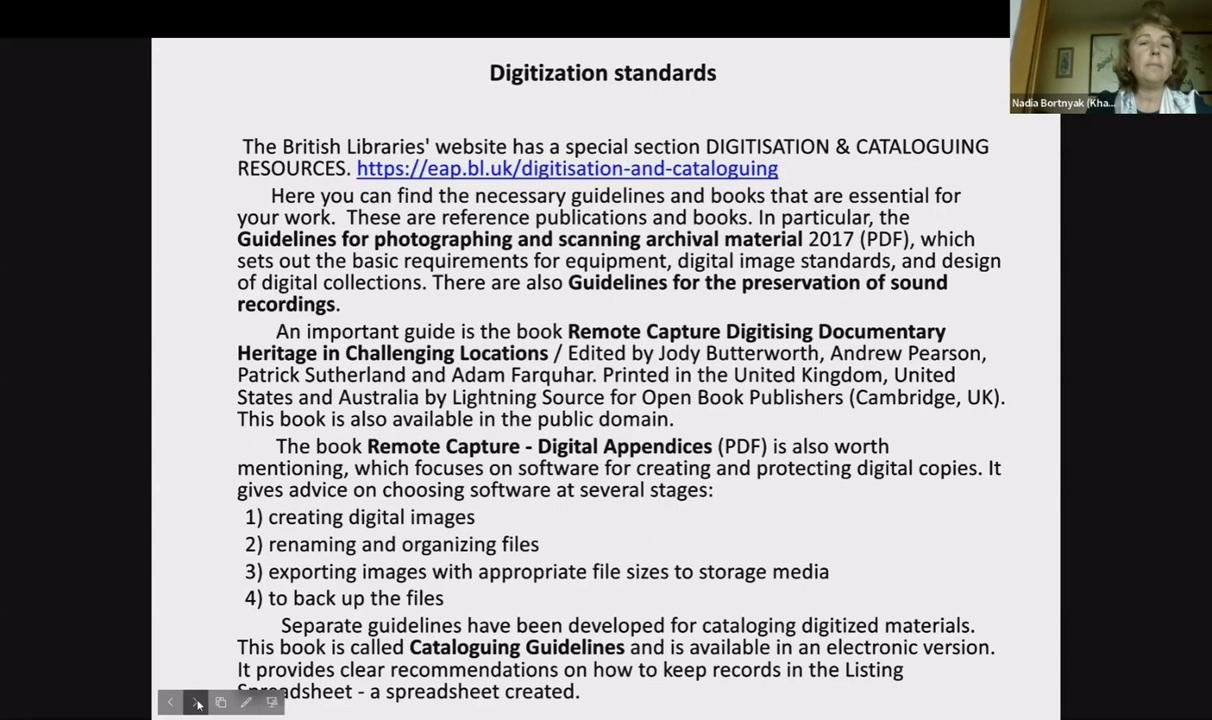 Digitization standards
Nadia Bortnyak (Kha...
The British Libraries' website has a special section DIGITISATION & CATALOGUING
RESOURCES. https://eap.bl.uk/digitisation-and-cataloguing
Here you can find the necessary guidelines and books that are essential for
your work. These are reference publications and books. In particular, the
Guidelines for photographing and scanning archival material 2017 (PDF), which
sets out the basic requirements for equipment, digital image standards, and design
of digital collections. There are also Guidelines for the preservation of sound
recordings.
An important guide is the book Remote Capture Digitising Documentary
Heritage in Challenging Locations / Edited by Jody Butterworth, Andrew Pearson,
Patrick Sutherland and Adam Farquhar. Printed in the United Kingdom, United
States and Australia by Lightning Source for Open Book Publishers (Cambridge, UK).
This book is also available in the public domain.
The book Remote Capture - Digital Appendices (PDF) is also worth
mentioning, which focuses on software for creating and protecting digital copies. It
gives advice on choosing software at several stages:
1) creating digital images
2) renaming and organizing files
3) exporting images with appropriate file sizes to storage media
4) to back up the files
Separate guidelines have been developed for cataloging digitized materials.
This book is called Cataloguing Guidelines and is available in an electronic version.
It provides clear recommendations on how to keep records in the Listing
Spreadsheet - a spreadsheet created.